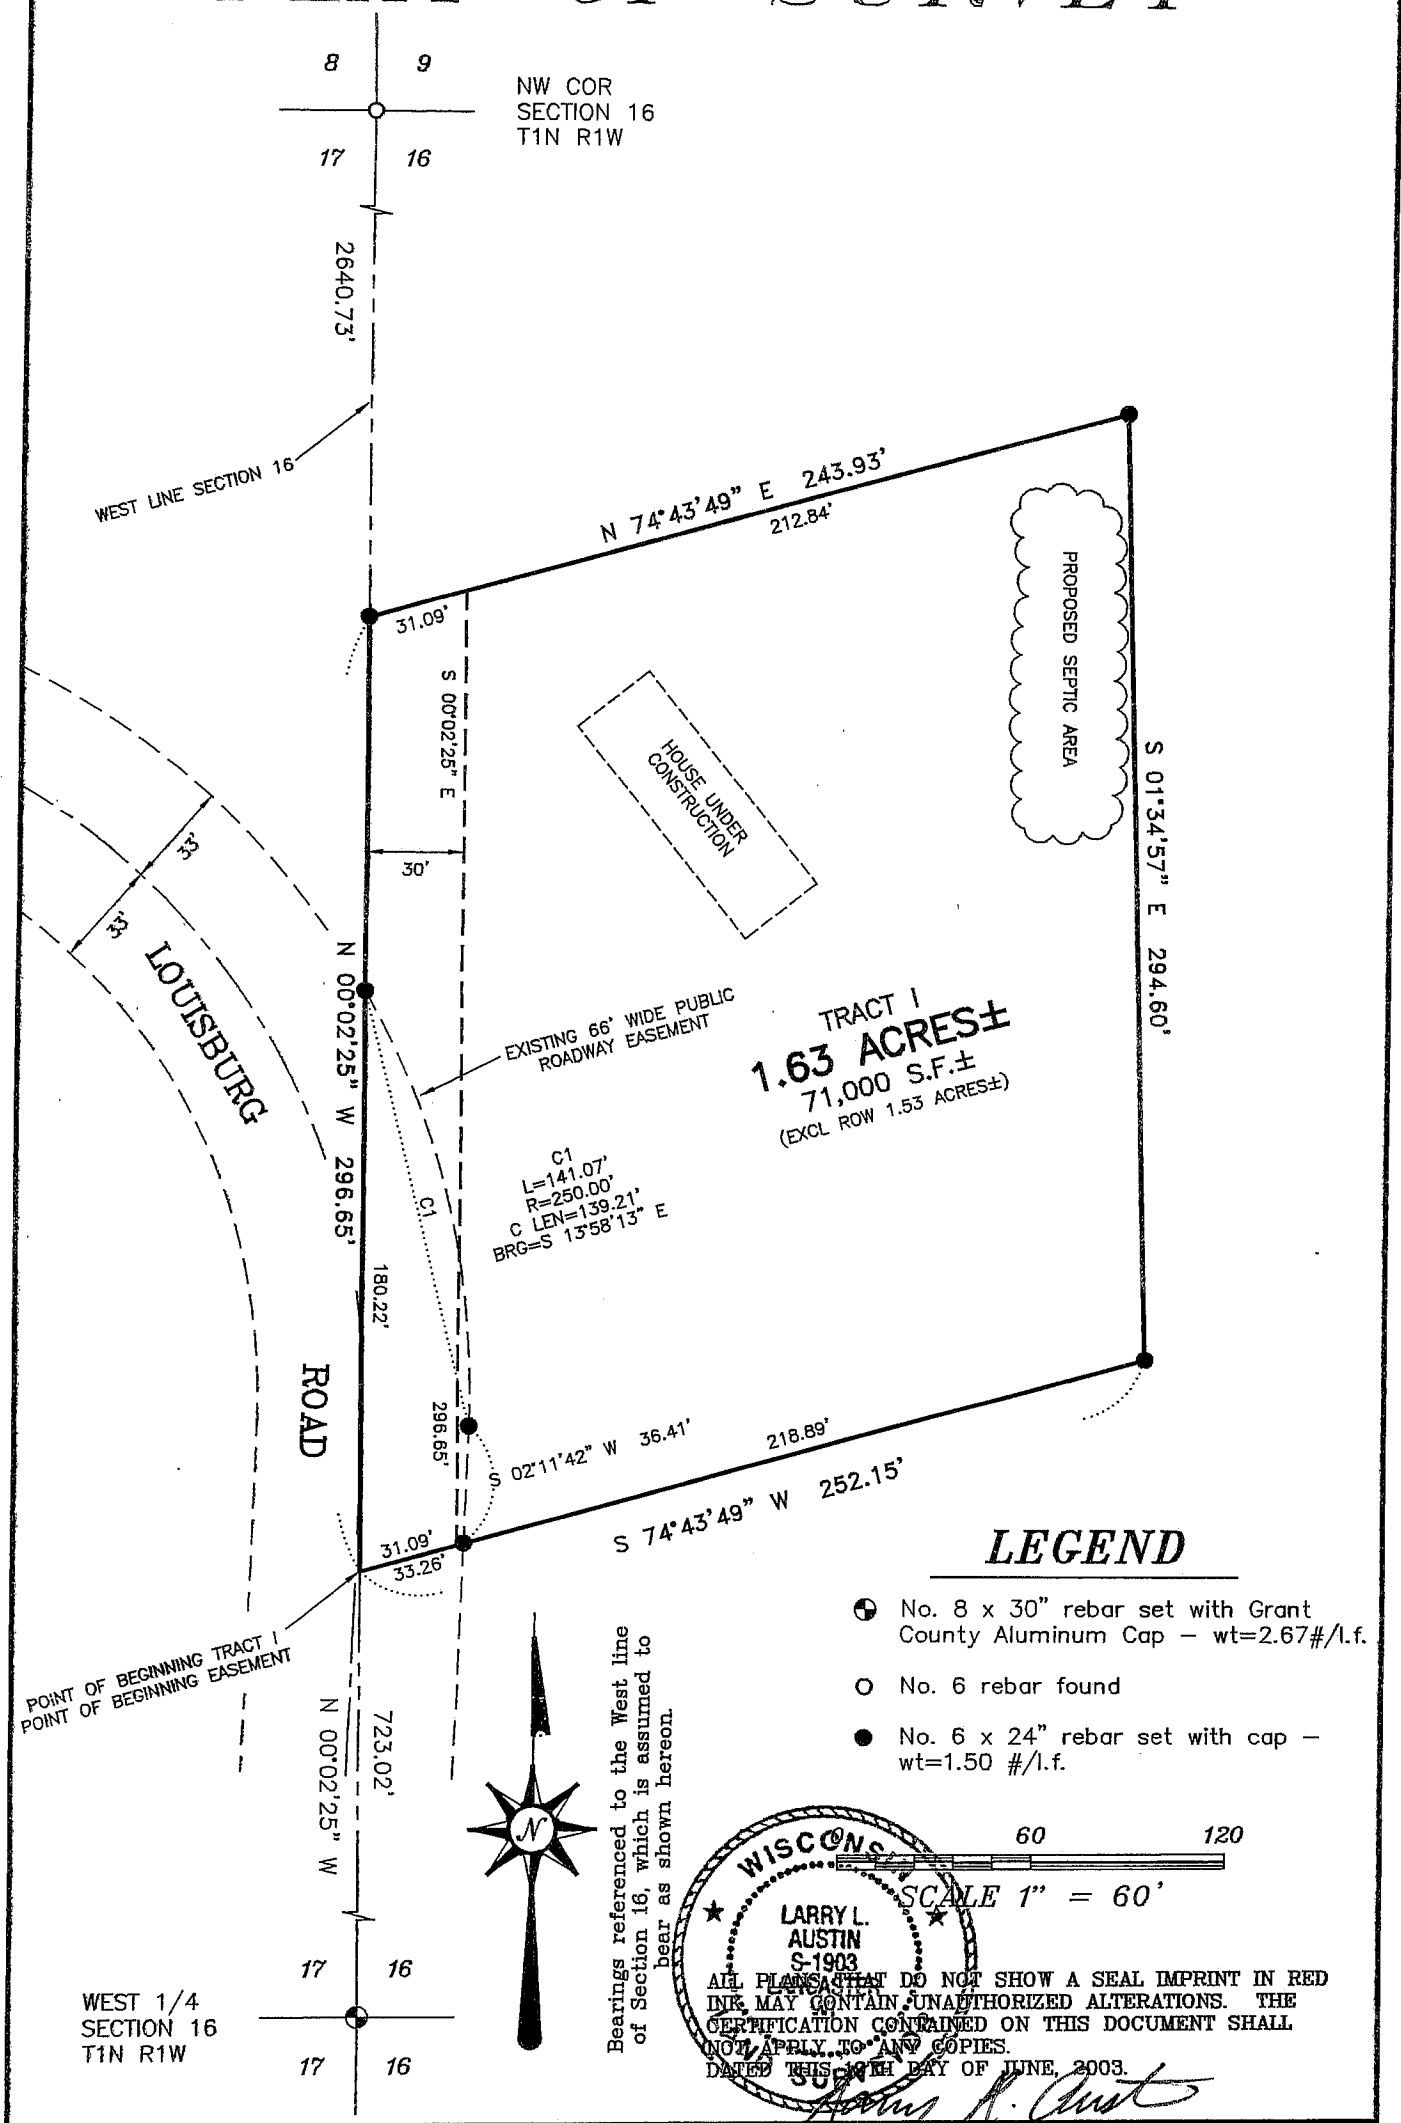 PLAT OF SURVEY
8 9
17 16
NW COR
SECTION 16
T1N R1W
2640.73'
WEST LINE SECTION 16
N 74°43'49" E 243.93'
212.84'
31.09'
S 00°02'25" E
30'
PROPOSED SEPTIC AREA
HOUSE UNDER
CONSTRUCTION
S 01°34'57" E 294.60'
33'
33'
LOUISBURG
ROAD
N 00°02'25" W 296.65'
EXISTING 66' WIDE PUBLIC
ROADWAY EASEMENT
TRACT I
1.63 ACRES±
71,000 S.F.±
(EXCL ROW 1.53 ACRES±)
C1
L=141.07'
R=250.00'
C LEN=139.21'
BRG=S 13°58'13" E
C1
180.22'
296.65'
S 02°11'42" W 36.41'
218.89'
S 74°43'49" W 252.15'
31.09'
33.26'
POINT OF BEGINNING TRACT I
POINT OF BEGINNING EASEMENT
N 00°02'25" W
723.02'
LEGEND
No. 8 x 30" rebar set with Grant
County Aluminum Cap – wt=2.67#/l.f.
No. 6 rebar found
No. 6 x 24" rebar set with cap –
wt=1.50 #/l.f.
Bearings referenced to the West line
of Section 16, which is assumed to
bear as shown hereon.
N
0 60 120
SCALE 1" = 60'
WISCONSIN
LARRY L.
AUSTIN
S-1903
LANCASTER
LAND SURVEYOR
17 16
17 16
WEST 1/4
SECTION 16
T1N R1W
ALL PLANS THAT DO NOT SHOW A SEAL IMPRINT IN RED
INK MAY CONTAIN UNAUTHORIZED ALTERATIONS. THE
CERTIFICATION CONTAINED ON THIS DOCUMENT SHALL
NOT APPLY TO ANY COPIES.
DATED THIS DAY OF JUNE, 2003.